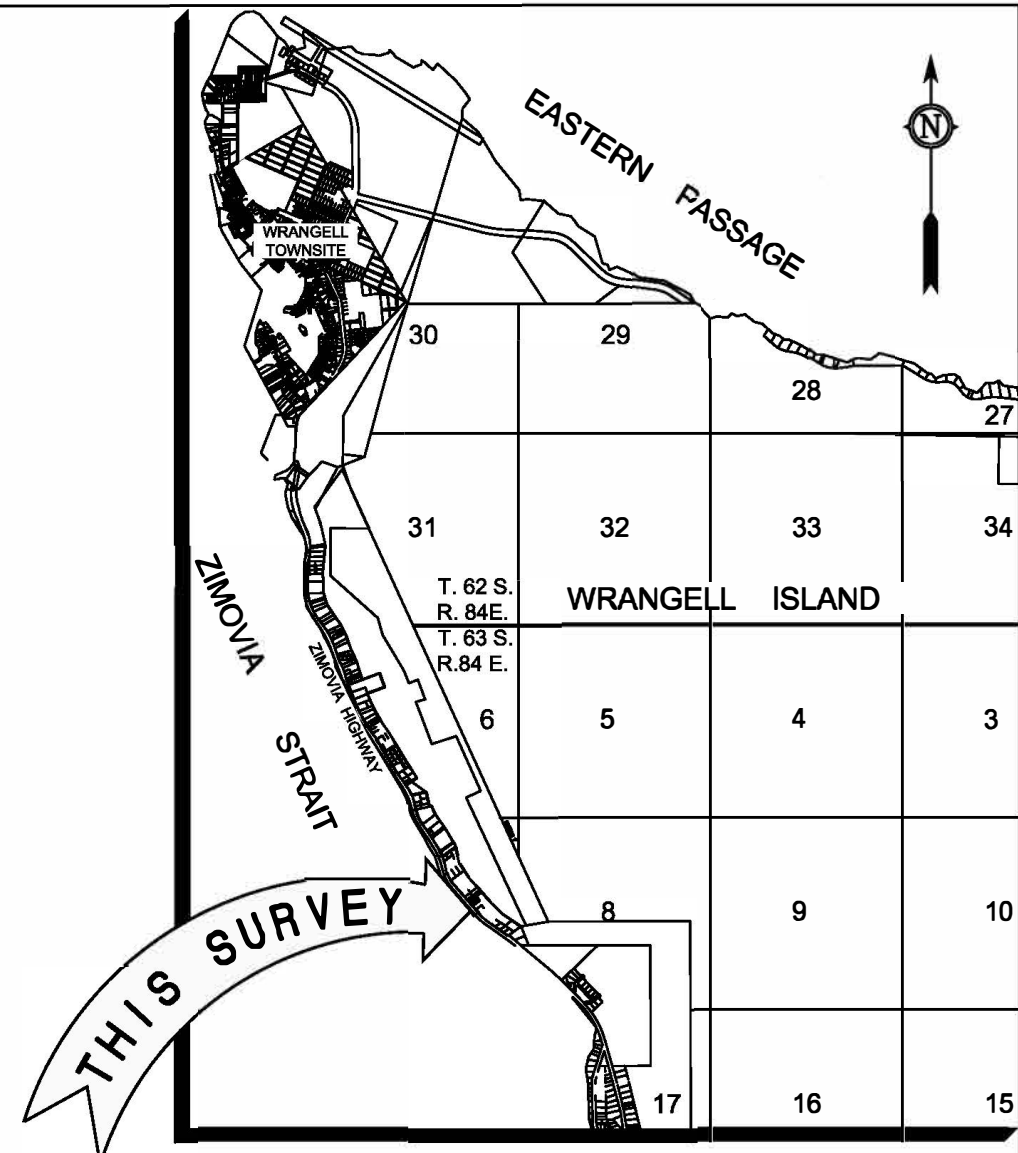 EASTERN PASSAGE
N
WRANGELL
TOWNSITE
30
29
28
27
31
32
33
34
ZIMOVIA STRAIT
T. 62 S.
R. 84E.
WRANGELL ISLAND
T. 63 S.
R.84 E.
ZIMOVIA HIGHWAY
6
5
4
3
THIS SURVEY
8
9
10
17
16
15